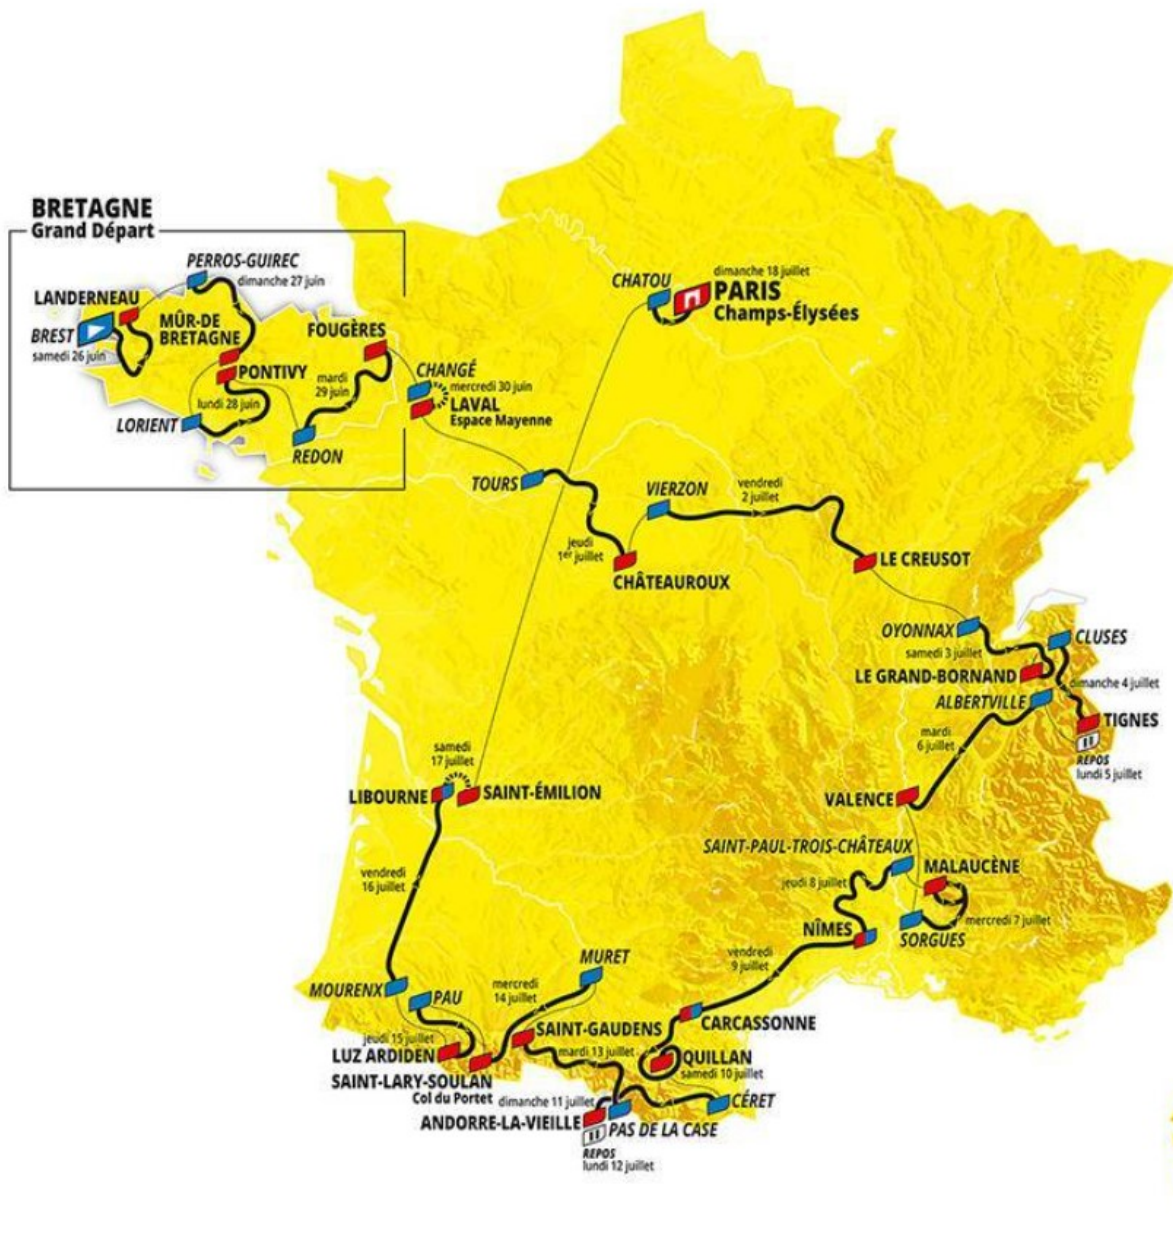 BRETAGNE
Grand Départ
PERROS-GUIREC
dimanche 27 juin
LANDERNEAU
BREST
samedi 26 juin
MÛR-DE
BRETAGNE
FOUGÈRES
PONTIVY
mardi
29 juin
lundi 28 juin
LORIENT
REDON
CHANGÉ
mercredi 30 juin
LAVAL
Espace Mayenne
CHATOU
dimanche 18 juillet
PARIS
Champs-Élysées
TOURS
VIERZON
vendredi
2 juillet
jeudi
1er juillet
CHÂTEAUROUX
LE CREUSOT
OYONNAX
samedi 3 juillet
CLUSES
LE GRAND-BORNAND
dimanche 4 juillet
ALBERTVILLE
TIGNES
REPOS
lundi 5 juillet
mardi
6 juillet
VALENCE
samedi
17 juillet
LIBOURNE
SAINT-ÉMILION
SAINT-PAUL-TROIS-CHÂTEAUX
MALAUCÈNE
jeudi 8 juillet
mercredi 7 juillet
SORGUES
NÎMES
vendredi
16 juillet
vendredi
9 juillet
MURET
MOURENX
PAU
mercredi
14 juillet
CARCASSONNE
SAINT-GAUDENS
jeudi 15 juillet
LUZ ARDIDEN
mardi 13 juillet
QUILLAN
samedi 10 juillet
SAINT-LARY-SOULAN
Col du Portet
dimanche 11 juillet
CÉRET
ANDORRE-LA-VIEILLE
PAS DE LA CASE
REPOS
lundi 12 juillet